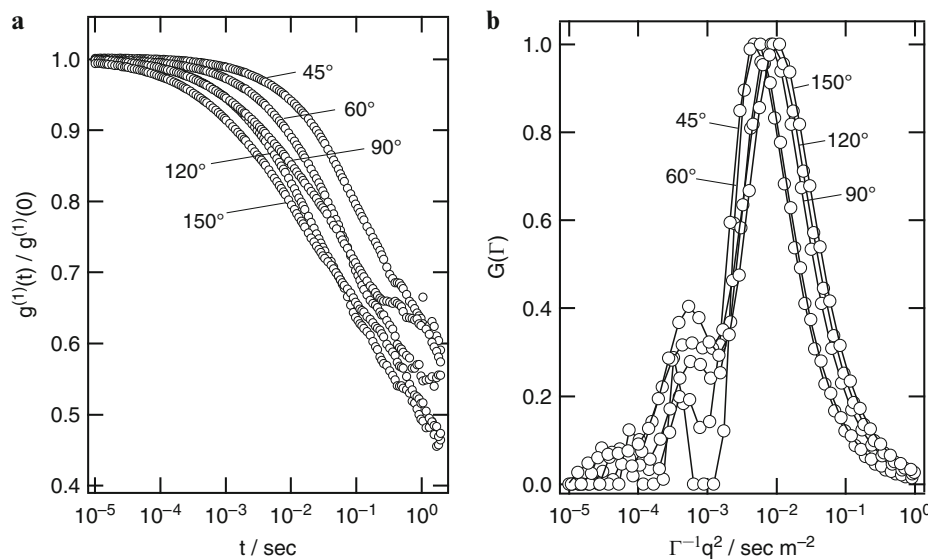 a
1.0
0.9
0.8
0.7
0.6
0.5
0.4
g⁽¹⁾(t) / g⁽¹⁾(0)
45°
60°
90°
120°
150°
10⁻⁵ 10⁻⁴ 10⁻³ 10⁻² 10⁻¹ 10⁰
t / sec
b
1.0
0.8
0.6
0.4
0.2
0.0
G(Γ)
150°
45°
120°
60°
90°
10⁻⁵ 10⁻⁴ 10⁻³ 10⁻² 10⁻¹ 10⁰
Γ⁻¹q² / sec m⁻²